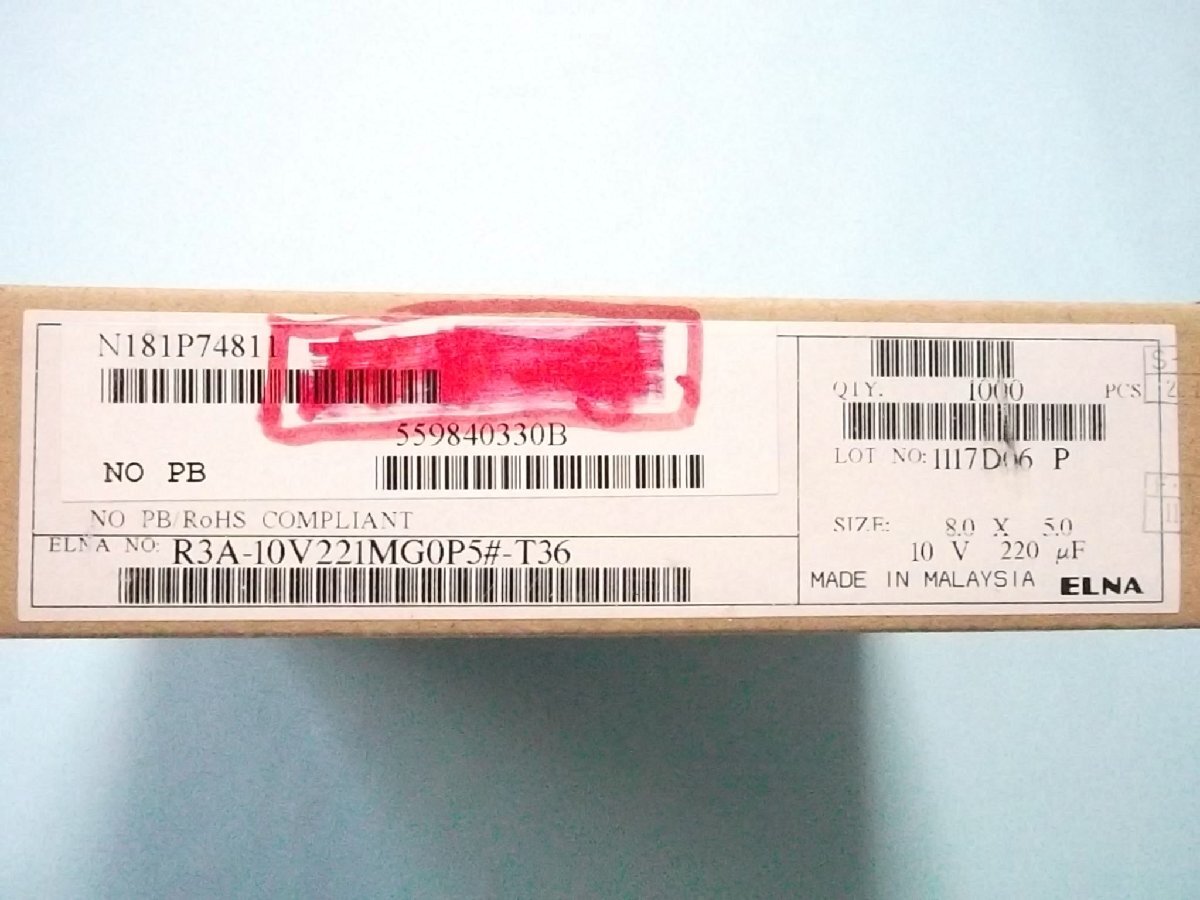 N181P74811
559840330B
NO PB
NO PB/RoHS COMPLIANT
ELNA NO: R3A-10V221MG0P5#-T36
QTY: 1000 PCS
LOT NO: 1117D06 P
SIZE: 8.0 X 5.0
10 V 220 µF
MADE IN MALAYSIA ELNA